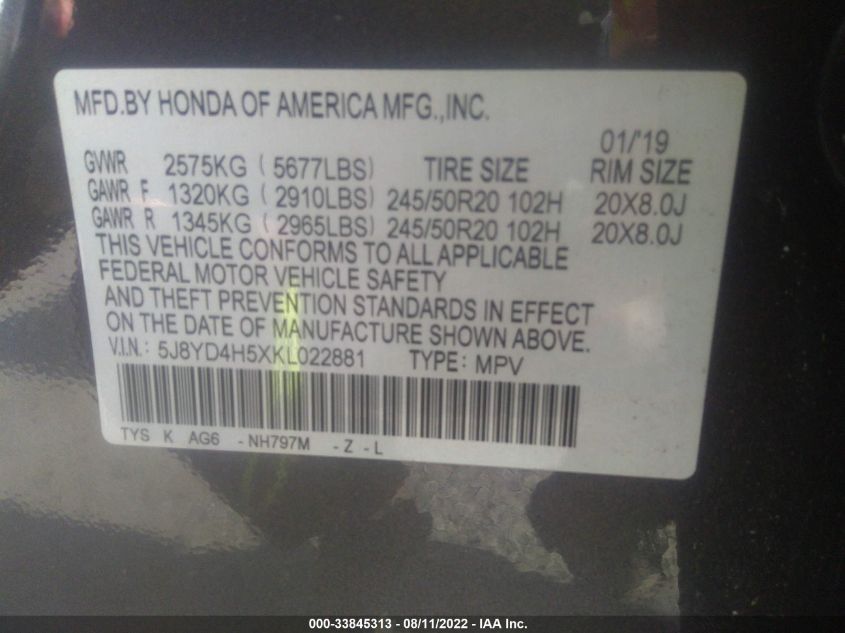 MFD.BY HONDA OF AMERICA MFG.,INC.
01/'19
GVWR 2575KG ( 5677LBS) TIRE SIZE RIM SIZE
GAWR F 1320KG ( 2910LBS) 245/50R20 102H 20X8.0J
GAWR R 1345KG ( 2965LBS) 245/50R20 102H 20X8.0J
THIS VEHICLE CONFORMS TO ALL APPLICABLE
FEDERAL MOTOR VEHICLE SAFETY
AND THEFT PREVENTION STANDARDS IN EFFECT
ON THE DATE OF MANUFACTURE SHOWN ABOVE.
V.I.N.: 5J8YD4H5XKL022881 TYPE: MPV
TYS K AG6 -NH797M -Z -L
000-33845313 - 08/11/2022 - IAA Inc.